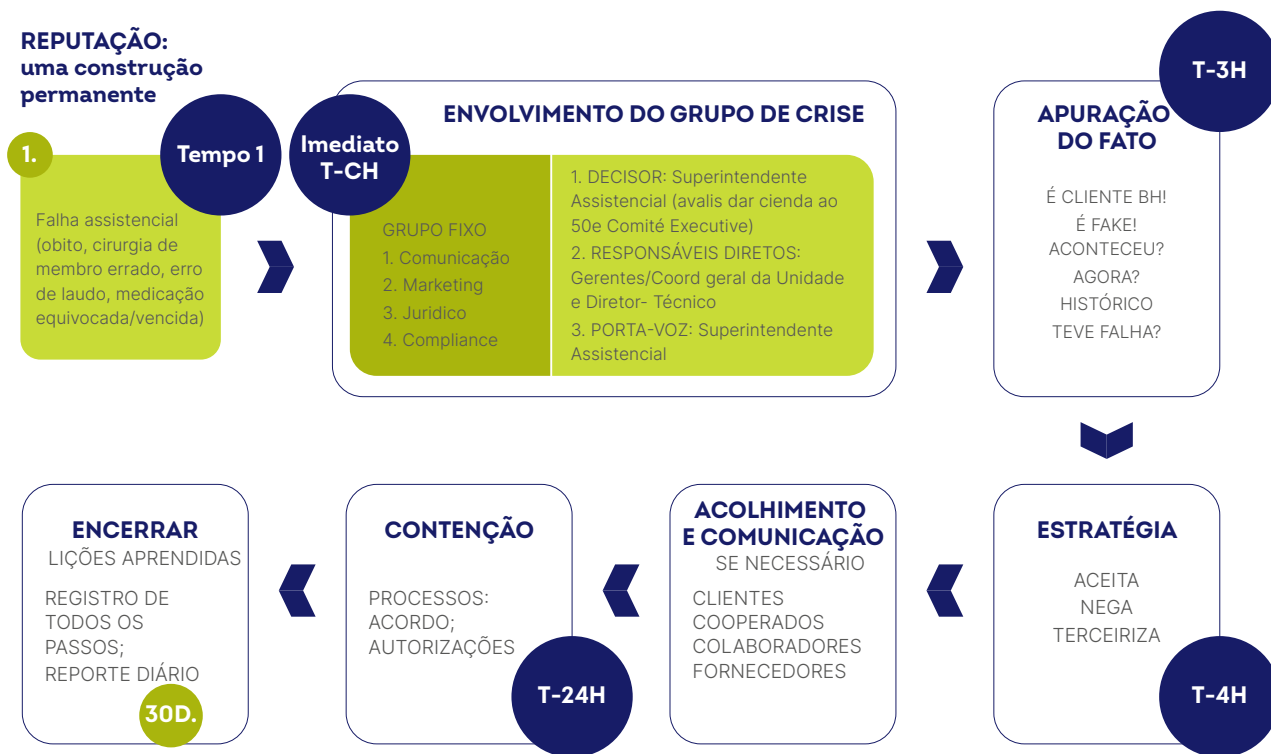 REPUTAÇÃO:
uma construção
permanente
1.
Tempo 1
Falha assistencial
(obito, cirurgia de
membro errado, erro
de laudo, medicação
equivocada/vencida)
Imediato
T-CH
ENVOLVIMENTO DO GRUPO DE CRISE
GRUPO FIXO
1. Comunicação
2. Marketing
3. Juridico
4. Compliance
1. DECISOR: Superintendente
Assistencial (avalis dar cienda ao
50e Comité Executive)
2. RESPONSÁVEIS DIRETOS:
Gerentes/Coord geral da Unidade
e Diretor- Técnico
3. PORTA-VOZ: Superintendente
Assistencial
T-3H
APURAÇÃO
DO FATO
É CLIENTE BH!
É FAKE!
ACONTECEU?
AGORA?
HISTÓRICO
TEVE FALHA?
ESTRATÉGIA
ACEITA
NEGA
TERCEIRIZA
T-4H
ACOLHIMENTO
E COMUNICAÇÃO
SE NECESSÁRIO
CLIENTES
COOPERADOS
COLABORADORES
FORNECEDORES
CONTENÇÃO
PROCESSOS:
ACORDO;
AUTORIZAÇÕES
T-24H
ENCERRAR
LIÇÕES APRENDIDAS
REGISTRO DE
TODOS OS
PASSOS;
REPORTE DIÁRIO
30D.